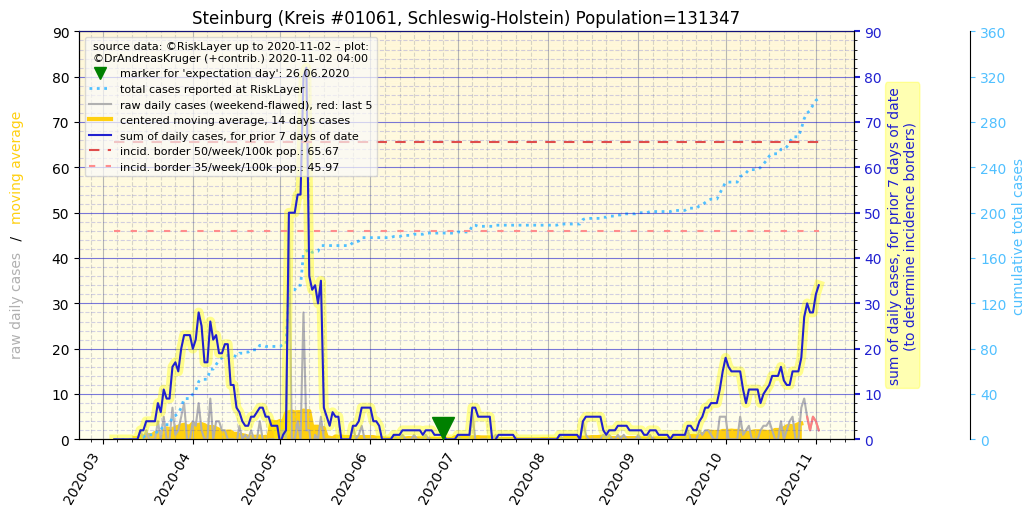 Steinburg (Kreis #01061, Schleswig-Holstein) Population=131347
source data: ©RiskLayer up to 2020-11-02 – plot:
©DrAndreasKruger (+contrib.) 2020-11-02 04:00
marker for 'expectation day': 26.06.2020
total cases reported at RiskLayer
raw daily cases (weekend-flawed), red: last 5
centered moving average, 14 days cases
sum of daily cases, for prior 7 days of date
incid. border 50/week/100k pop.: 65.67
incid. border 35/week/100k pop.: 45.97
raw daily cases / moving average
90
80
70
60
50
40
30
20
10
0
2020-03
2020-04
2020-05
2020-06
2020-07
2020-08
2020-09
2020-10
2020-11
90
80
70
60
50
40
30
20
10
0
sum of daily cases, for prior 7 days of date
(to determine incidence borders)
360
320
280
240
200
160
120
80
40
0
cumulative total cases